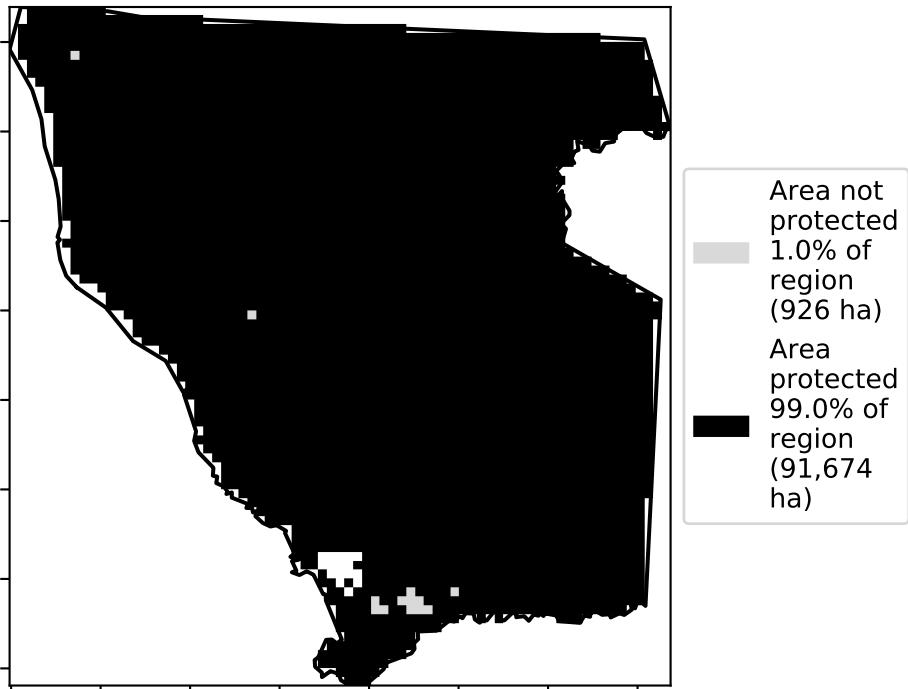 Area not
protected
1.0% of
region
(926 ha)
Area
protected
99.0% of
region
(91,674
ha)